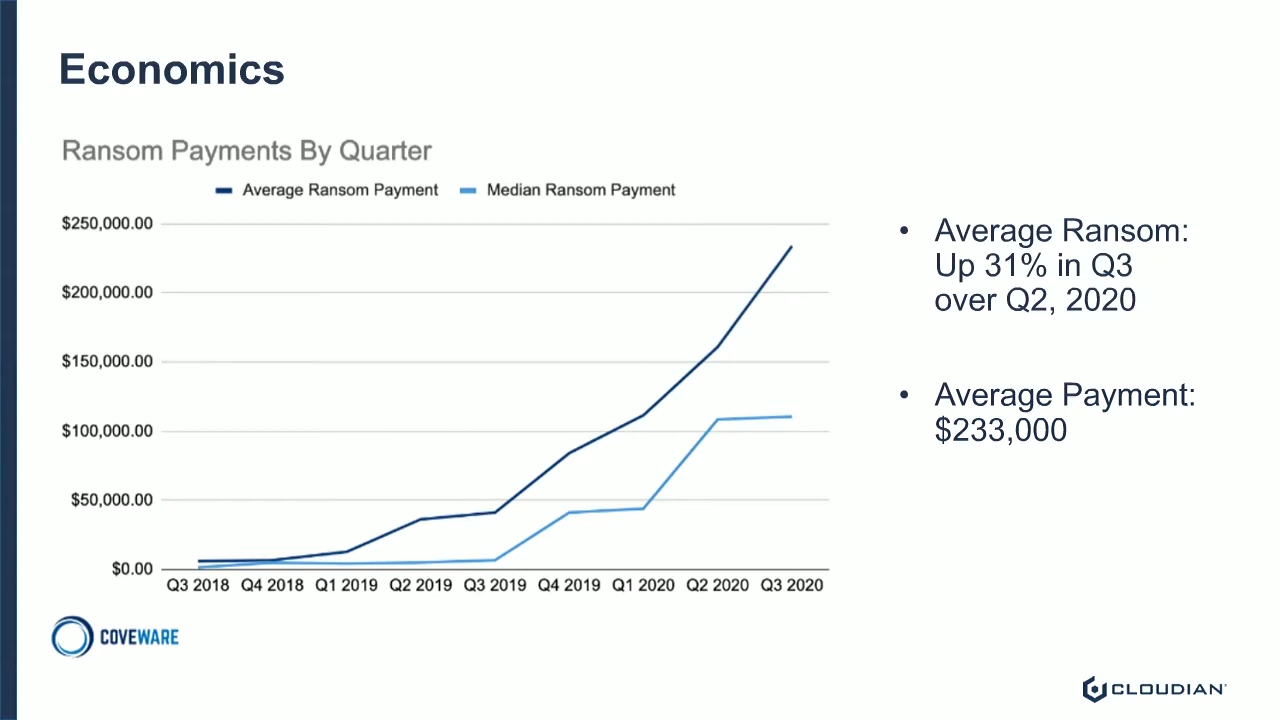 Economics
Ransom Payments By Quarter
Average Ransom Payment Median Ransom Payment
$250,000.00
$200,000.00
$150,000.00
$100,000.00
$50,000.00
$0.00
Q3 2018 Q4 2018 Q1 2019 Q2 2019 Q3 2019 Q4 2019 Q1 2020 Q2 2020 Q3 2020
• Average Ransom:
Up 31% in Q3
over Q2, 2020
• Average Payment:
$233,000
COVEWARE
CLOUDIAN